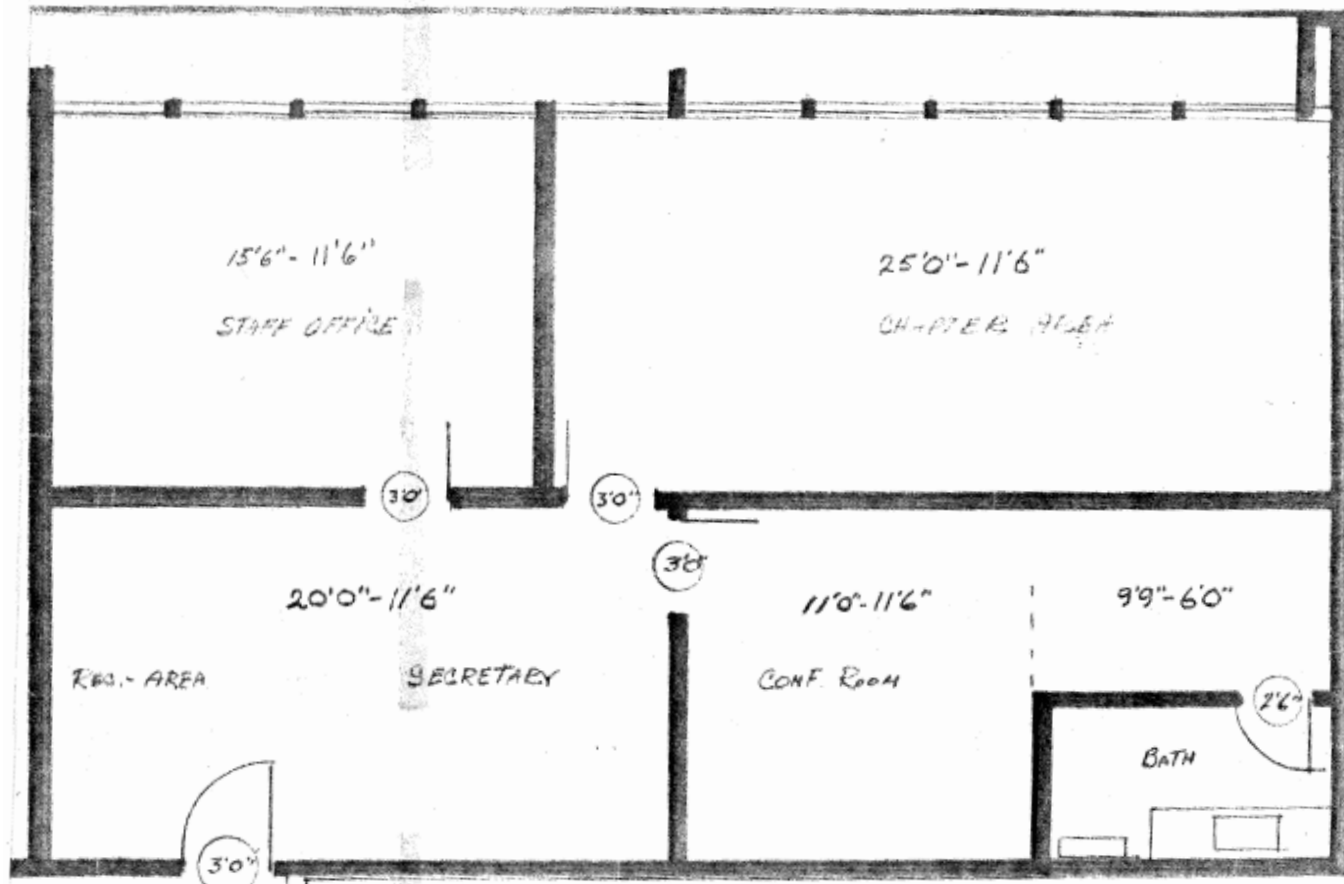 15'6"- 11'6"
STAFF OFFICE
25'0"-11'6"
CHAPTER AREA
3'0"
3'0"
3'0"
20'0"-11'6"
REC.- AREA
SECRETARY
11'0"-11'6"
CONF. ROOM
9'9"-6'0"
2'6"
BATH
3'0"